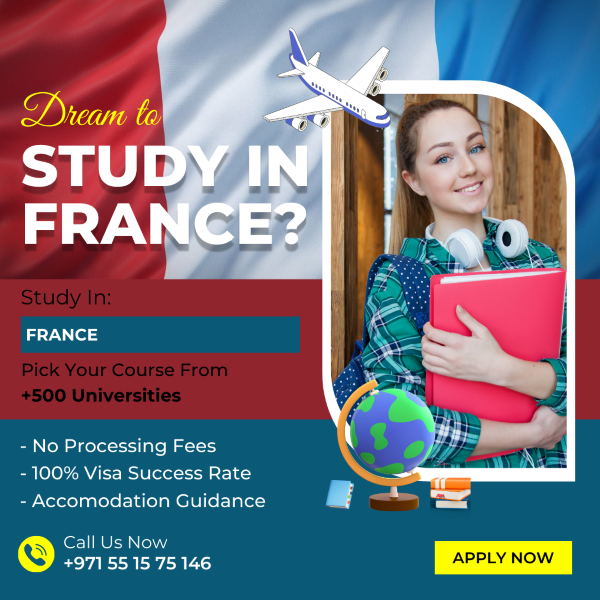 Dream to
STUDY IN
FRANCE?
Study In:
FRANCE
Pick Your Course From
+500 Universities
- No Processing Fees
- 100% Visa Success Rate
- Accomodation Guidance
Call Us Now
+971 55 15 75 146
APPLY NOW